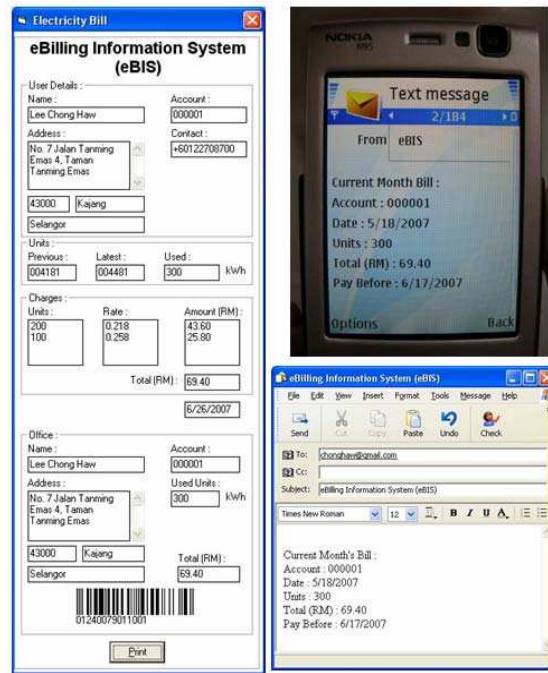 Electricity Bill
eBilling Information System
(eBIS)
User Details :
Name : Account :
Lee Chong Haw 000001
Address : Contact :
No. 7 Jalan Tanming +60122708700
Emas 4, Taman
Tanming Emas
43000 Kajang
Selangor
Units :
Previous : Latest : Used :
004181 004481 300 kWh
Charges :
Units : Rate : Amount (RM) :
200 0.218 43.60
100 0.258 25.80
Total (RM) : 69.40
6/26/2007
Office :
Name : Account :
Lee Chong Haw 000001
Address : Used Units :
No. 7 Jalan Tanming 300 kWh
Emas 4, Taman
Tanming Emas
43000 Kajang Total (RM) :
Selangor 69.40
01240079011001
Print
NOKIA
N95
Text message
2/184
From eBIS
Current Month Bill :
Account : 000001
Date : 5/18/2007
Units : 300
Total (RM) : 69.40
Pay Before : 6/17/2007
Options Back
eBilling Information System (eBIS)
File Edit View Insert Format Tools Message Help
Send Cut Copy Paste Undo Check
To: chonghaw@gmail.com
Cc:
Subject: eBilling Information System (eBIS)
Times New Roman 12 B I U A
Current Month's Bill :
Account : 000001
Date : 5/18/2007
Units : 300
Total (RM) : 69.40
Pay Before : 6/17/2007